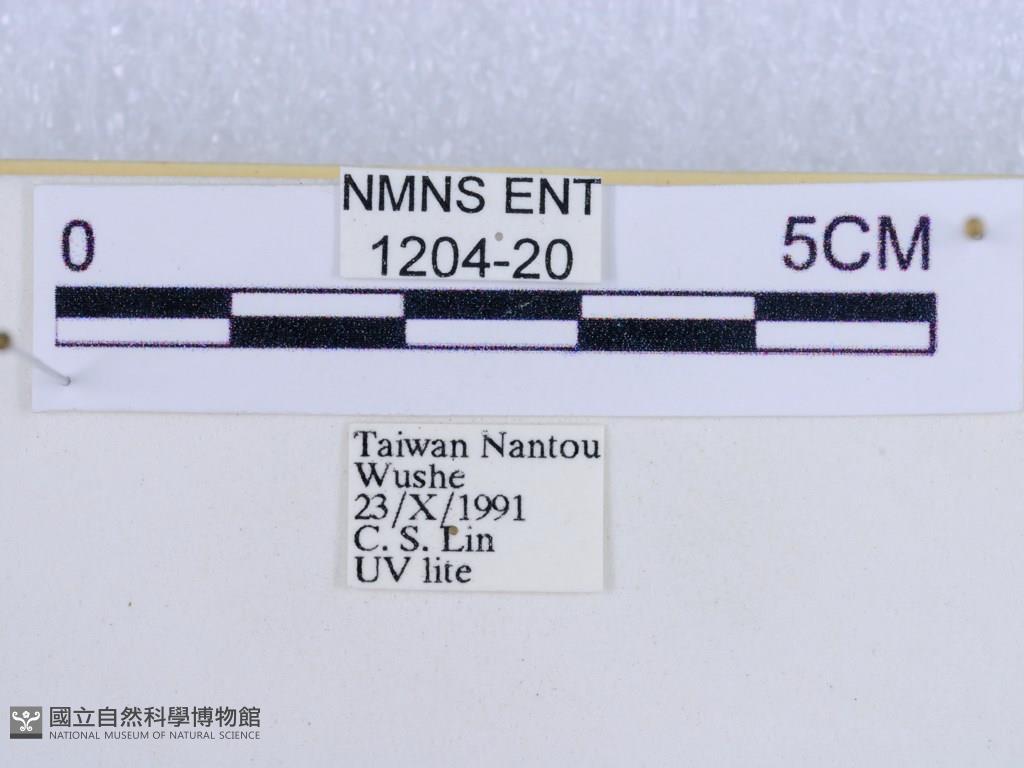 NMNS ENT
1204-20
0
5CM
Taiwan Nantou
Wushe
23/X/1991
C. S. Lin
UV lite
國立自然科學博物館
NATIONAL MUSEUM OF NATURAL SCIENCE